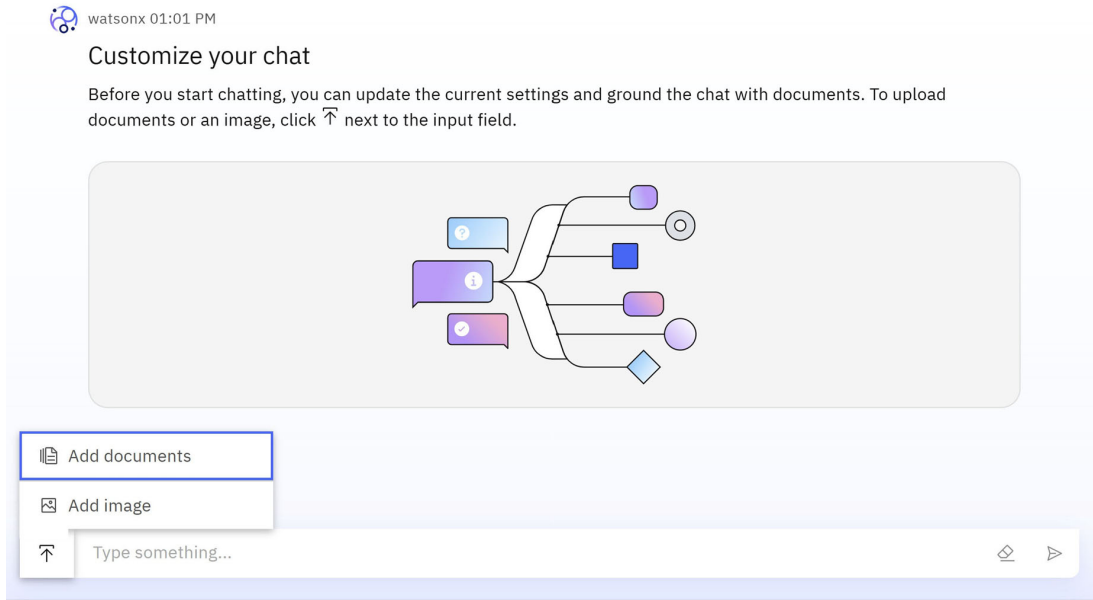 watsonx 01:01 PM
Customize your chat
Before you start chatting, you can update the current settings and ground the chat with documents. To upload
documents or an image, click next to the input field.
?
i
Add documents
Add image
Type something...